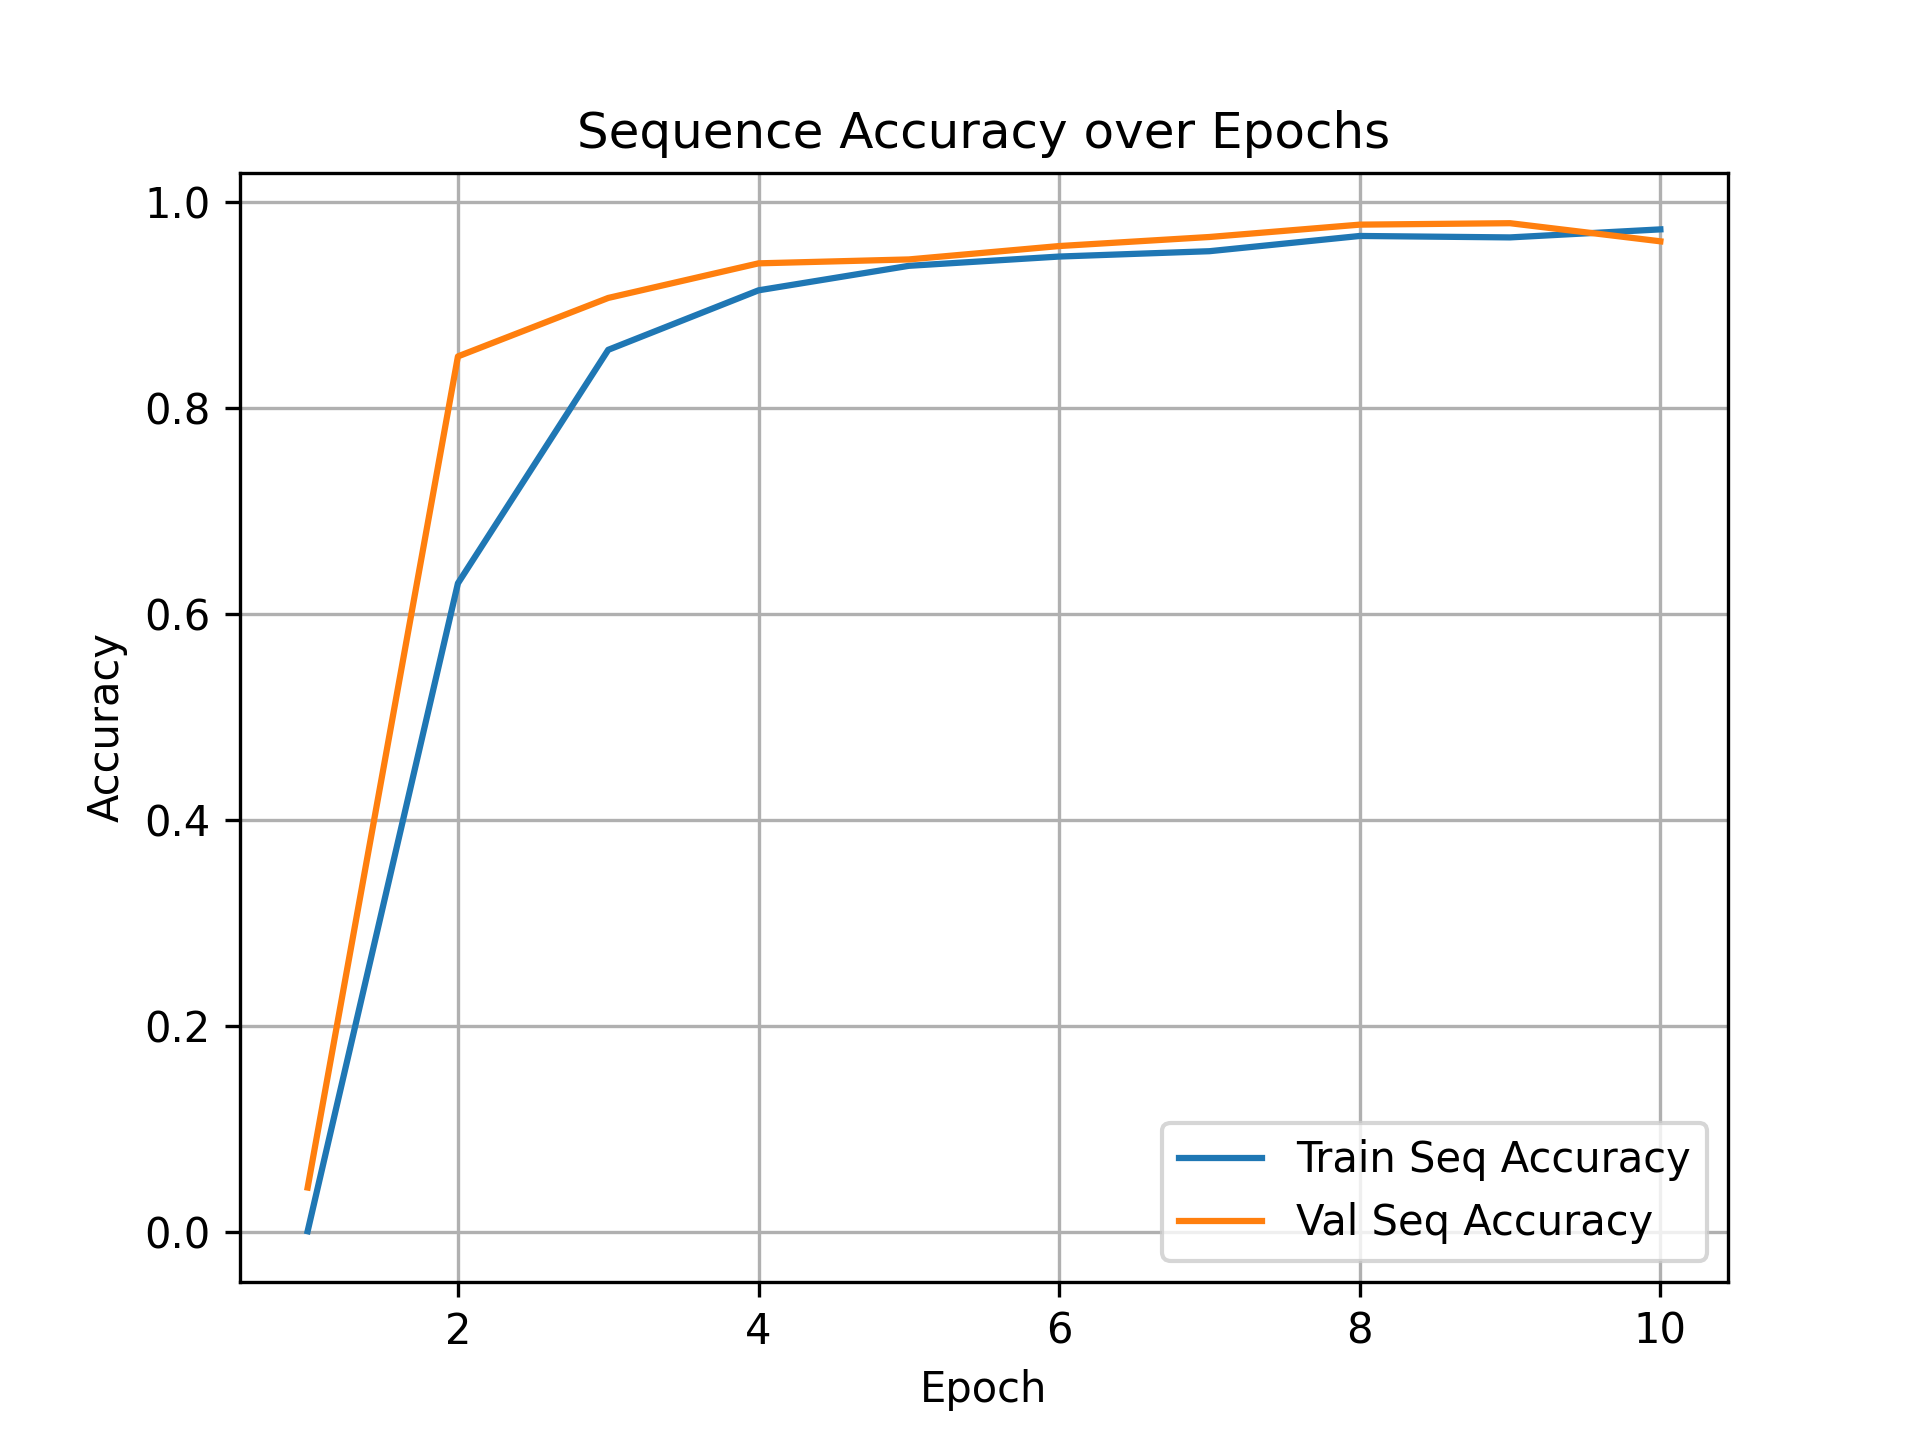 Sequence Accuracy over Epochs
1.0
0.8
0.6
0.4
0.2
0.0
Accuracy
2 4 6 8 10
Epoch
Train Seq Accuracy
Val Seq Accuracy